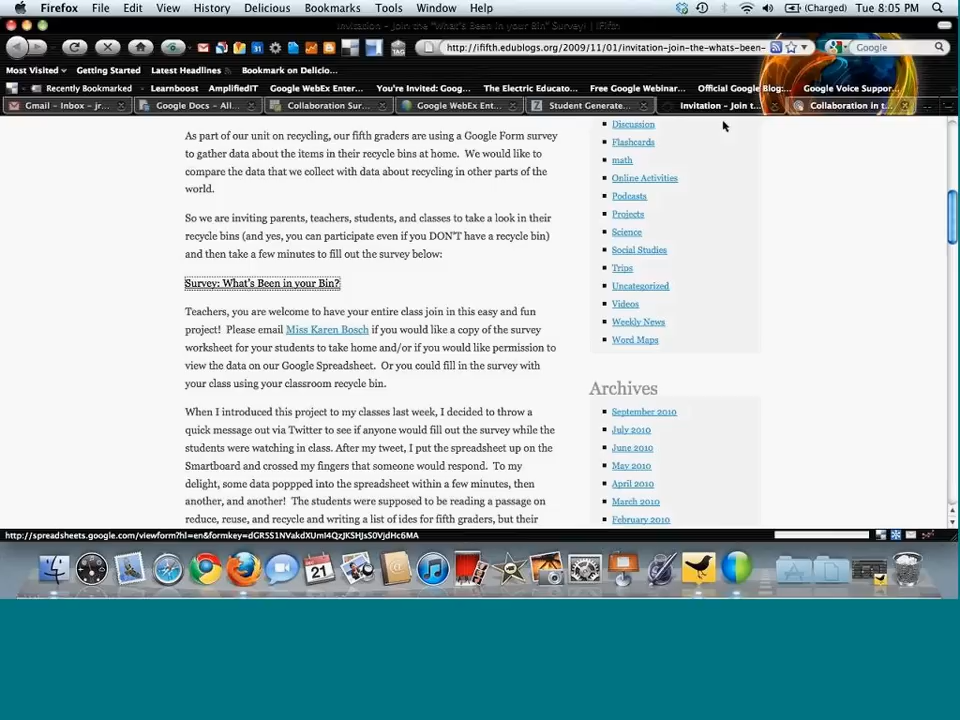 Firefox File Edit View History Delicious Bookmarks Tools Window Help (Charged) Tue 8:05 PM
Invitation – Join the "What's Been in your Bin" Survey! | iFifth
http://ififth.edublogs.org/2009/11/01/invitation-join-the-whats-been- Google
Most Visited Getting Started Latest Headlines Bookmark on Delicio...
Recently Bookmarked Learnboost AmplifiedIT Google WebEx Enter... You're Invited: Goog... The Electric Educato... Free Google Webinar... Official Google Blog:... Google Voice Suppor...
Gmail – Inbox – jr... Google Docs – All... Collaboration Sur... Google WebEx Ent... Student Generate... Invitation – Join t... Collaboration in t...
As part of our unit on recycling, our fifth graders are using a Google Form survey
to gather data about the items in their recycle bins at home. We would like to
compare the data that we collect with data about recycling in other parts of the
world.
So we are inviting parents, teachers, students, and classes to take a look in their
recycle bins (and yes, you can participate even if you DON'T have a recycle bin)
and then take a few minutes to fill out the survey below:
Survey: What's Been in your Bin?
Teachers, you are welcome to have your entire class join in this easy and fun
project! Please email Miss Karen Bosch if you would like a copy of the survey
worksheet for your students to take home and/or if you would like permission to
view the data on our Google Spreadsheet. Or you could fill in the survey with
your class using your classroom recycle bin.
When I introduced this project to my classes last week, I decided to throw a
quick message out via Twitter to see if anyone would fill out the survey while the
students were watching in class. After my tweet, I put the spreadsheet up on the
Smartboard and crossed my fingers that someone would respond. To my
delight, some data poppped into the spreadsheet within a few minutes, then
another, and another! The students were supposed to be reading a passage on
reduce, reuse, and recycle and writing a list of ides for fifth graders, but their
Discussion
Flashcards
math
Online Activities
Podcasts
Projects
Science
Social Studies
Trips
Uncategorized
Videos
Weekly News
Word Maps
Archives
September 2010
July 2010
June 2010
May 2010
April 2010
March 2010
February 2010
21